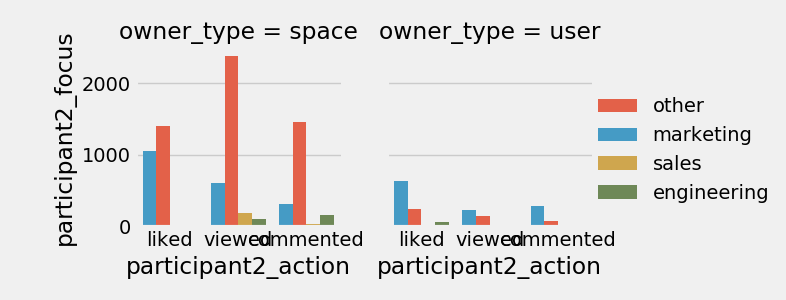 owner_type = space
owner_type = user
participant2_focus
2000
1000
0
liked
viewed
commented
liked
viewed
commented
participant2_action
participant2_action
other
marketing
sales
engineering